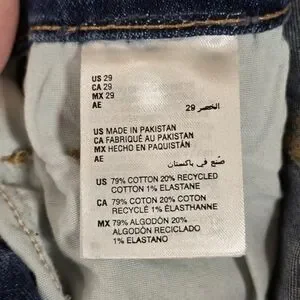 US 29
CA 29
MX 29
AE الخصر 29
US MADE IN PAKISTAN
CA FABRIQUÉ AU PAKISTAN
MX HECHO EN PAQUISTÁN
AE صنع في باكستان
US 79% COTTON 20% RECYCLED
COTTON 1% ELASTANE
CA 79% COTON 20% COTON
RECYCLÉ 1% ÉLASTHANNE
MX 79% ALGODÓN 20%
ALGODÓN RECICLADO
1% ELASTANO